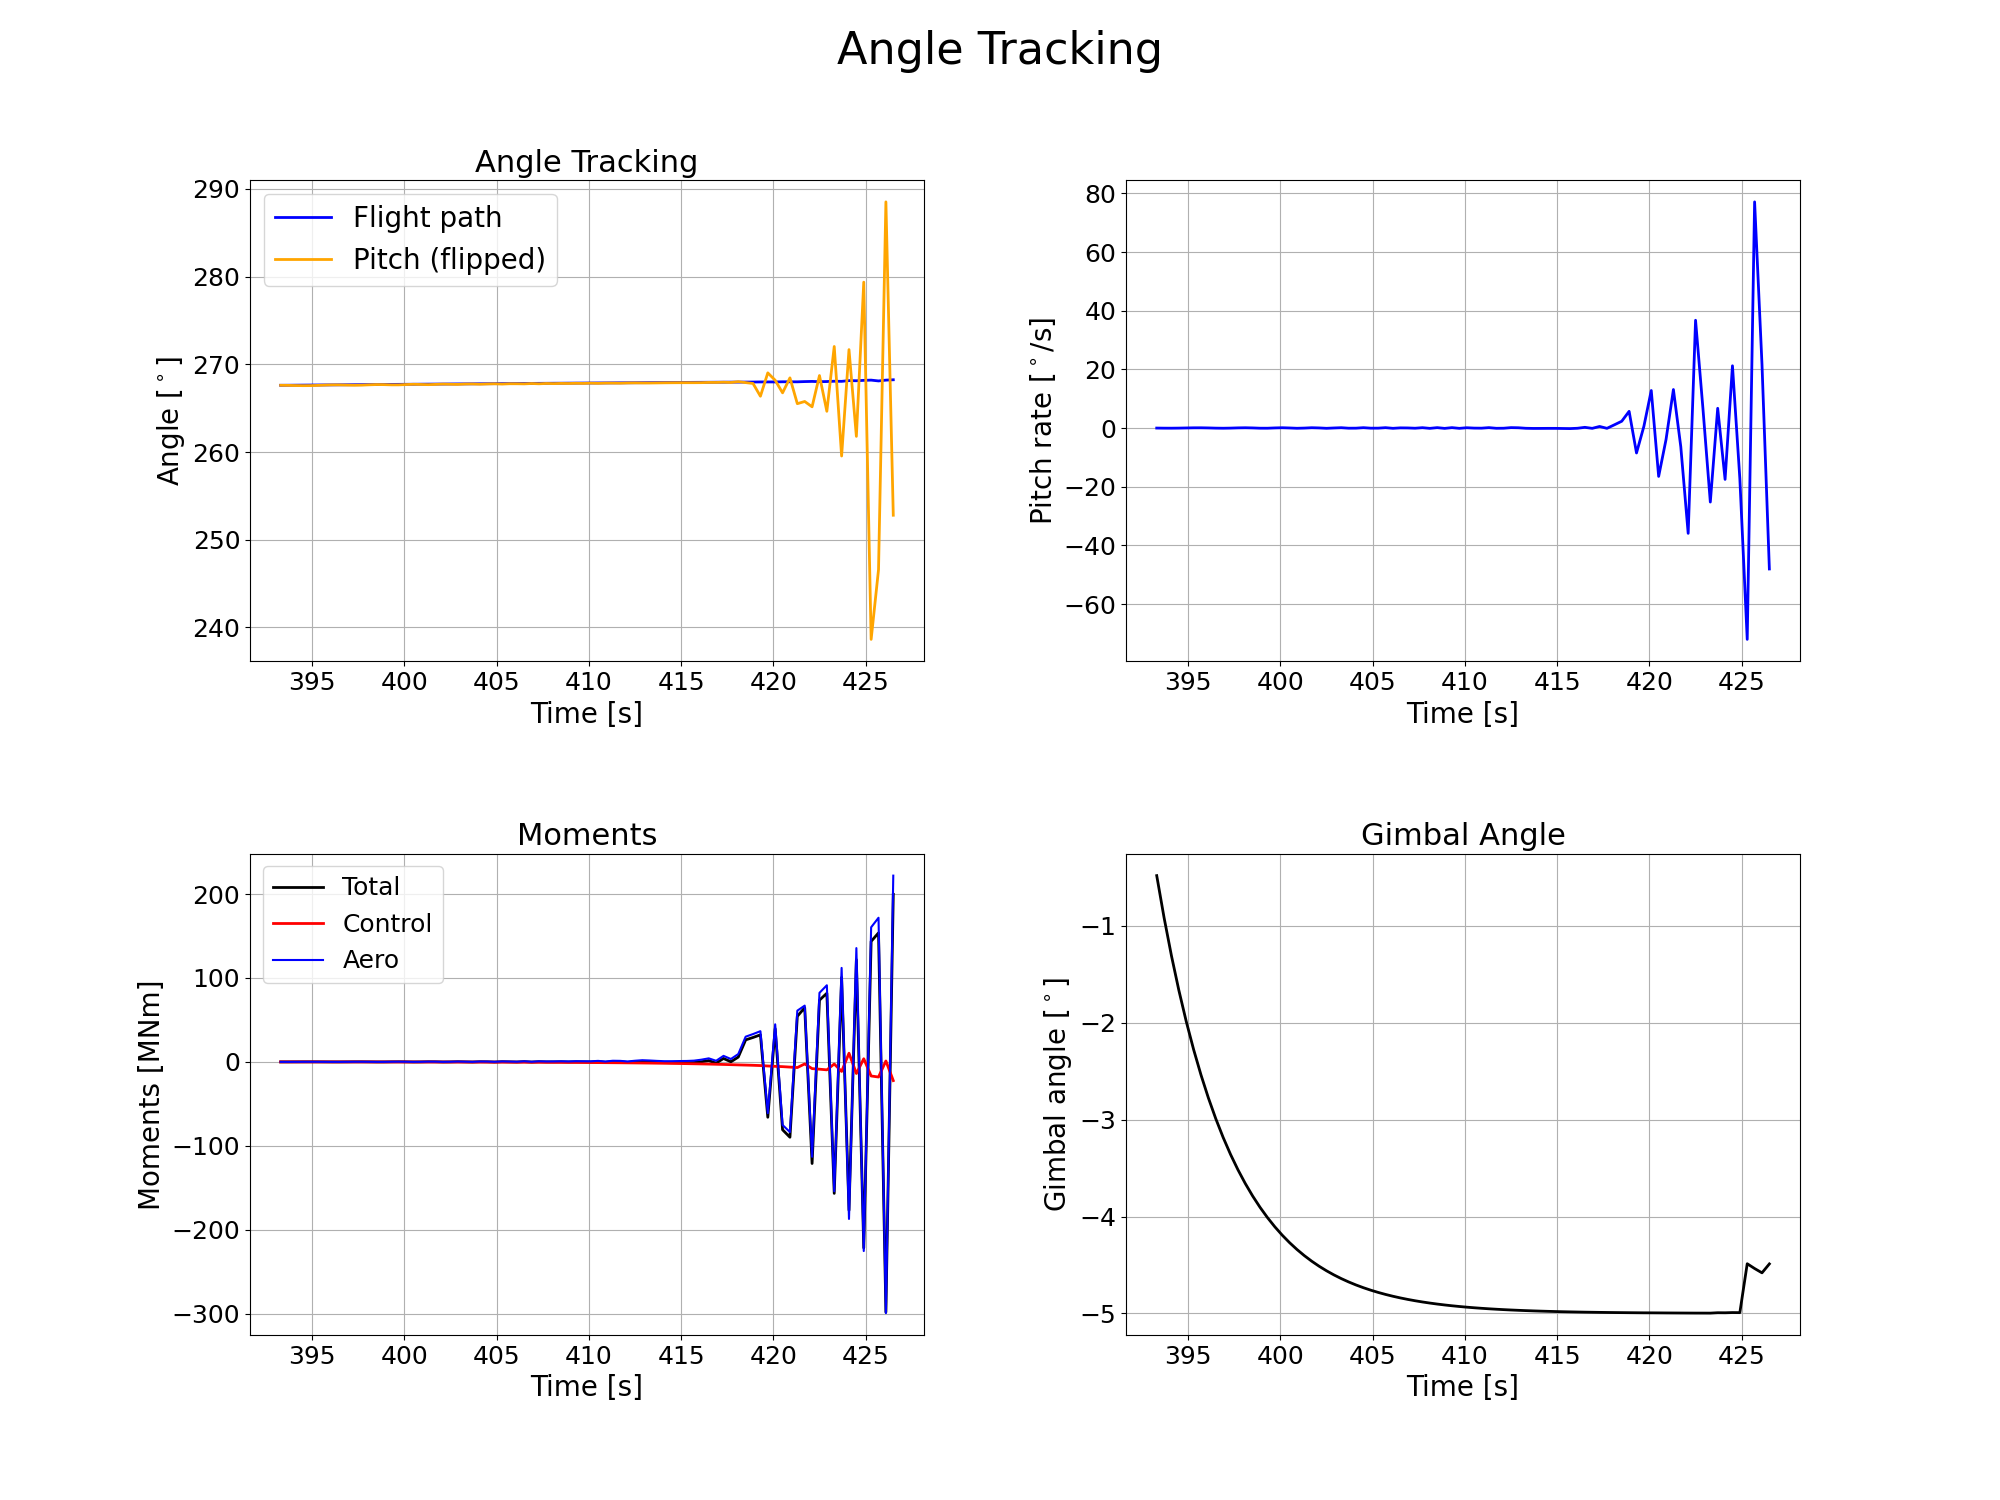 Angle Tracking
Angle Tracking
Flight path
Pitch (flipped)
Angle [°]
290
280
270
260
250
240
395 400 405 410 415 420 425
Time [s]
Pitch rate [°/s]
80
60
40
20
0
−20
−40
−60
395 400 405 410 415 420 425
Time [s]
Moments
Total
Control
Aero
Moments [MNm]
200
100
0
−100
−200
−300
395 400 405 410 415 420 425
Time [s]
Gimbal Angle
Gimbal angle [°]
−1
−2
−3
−4
−5
395 400 405 410 415 420 425
Time [s]